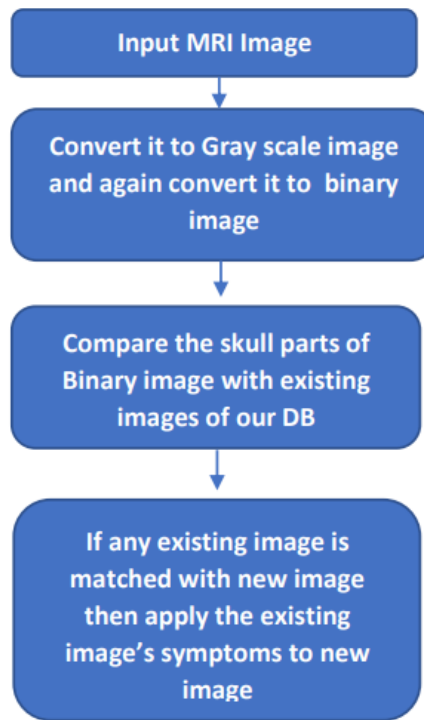 Input MRI Image
Convert it to Gray scale image
and again convert it to binary
image
Compare the skull parts of
Binary image with existing
images of our DB
If any existing image is
matched with new image
then apply the existing
image’s symptoms to new
image